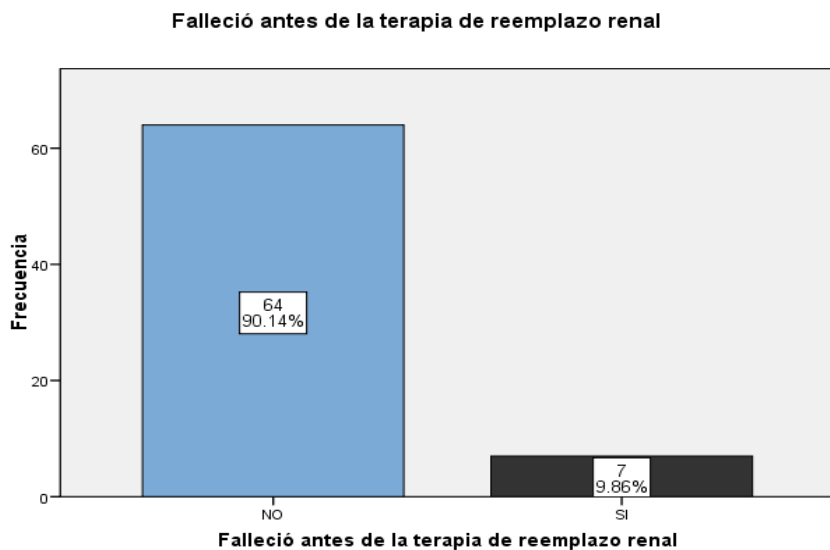 Falleció antes de la terapia de reemplazo renal
Frecuencia
60
40
20
0
64
90.14%
7
9.86%
NO
SI
Falleció antes de la terapia de reemplazo renal